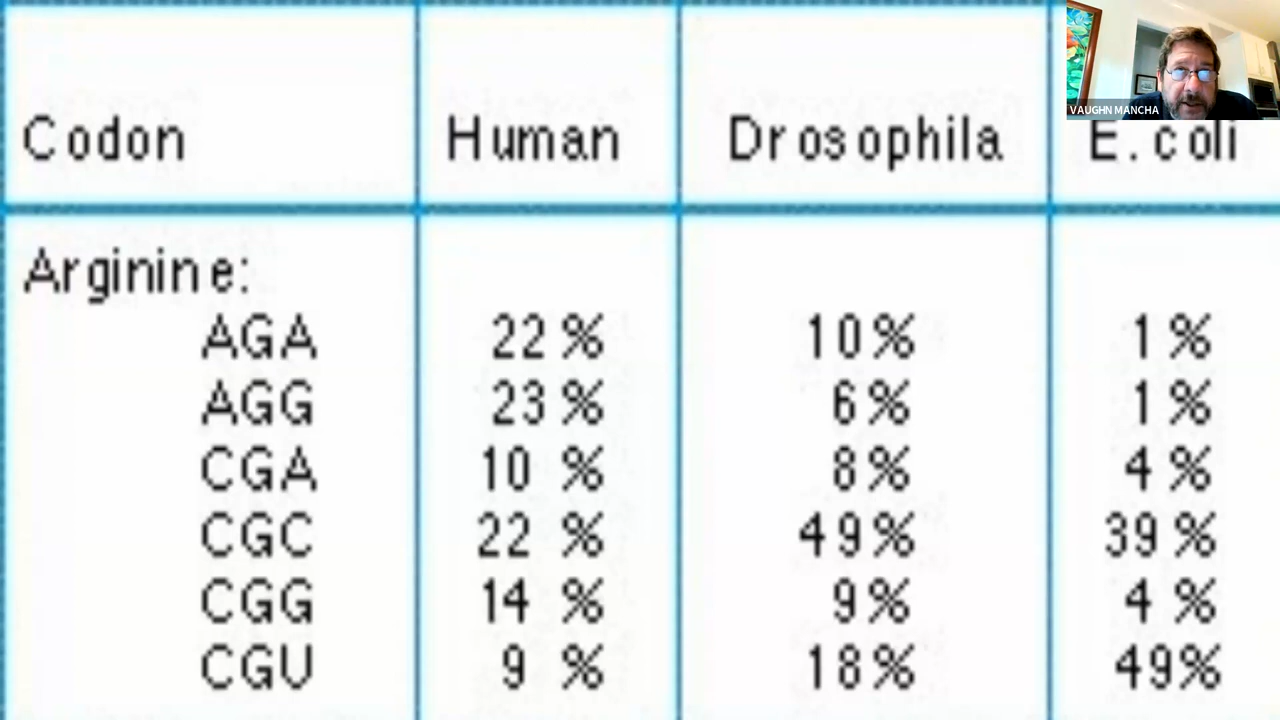 VAUGHN MANCHA
Codon Human Drosophila E. coli
Arginine:
AGA 22% 10% 1%
AGG 23% 6% 1%
CGA 10% 8% 4%
CGC 22% 49% 39%
CGG 14% 9% 4%
CGU 9% 18% 49%